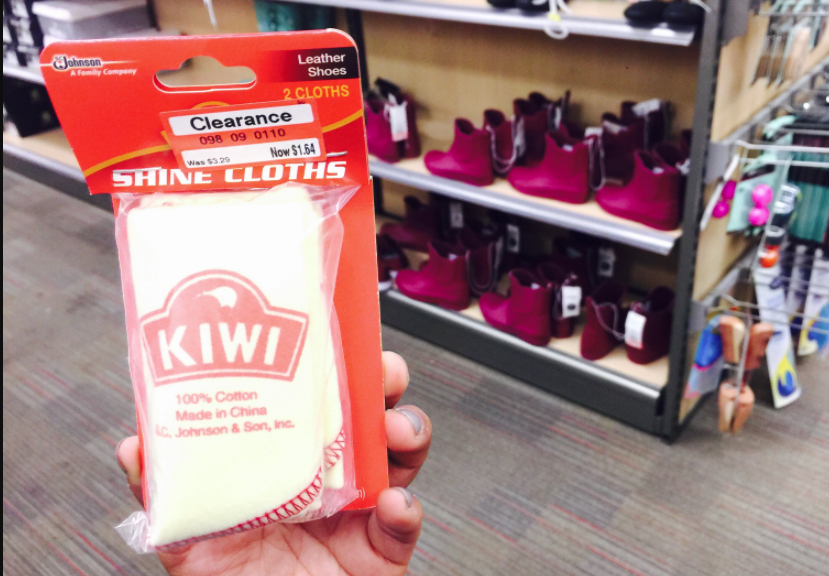 Johnson
A Family Company
Leather
Shoes
2 CLOTHS
Clearance
098 09 0110
Was $3.29 Now $1.64
SHINE CLOTHS
KIWI
100% Cotton
Made in China
S.C. Johnson & Son, Inc.